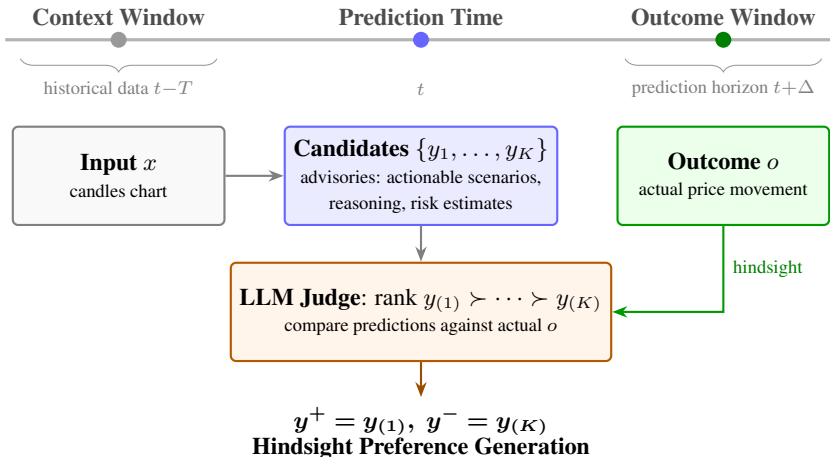 Context Window
Prediction Time
Outcome Window
historical data t−T
t
prediction horizon t+Δ
Input x
candles chart
Candidates {y₁, . . . , y_K}
advisories: actionable scenarios,
reasoning, risk estimates
Outcome o
actual price movement
hindsight
LLM Judge: rank y₍₁₎ ≻ · · · ≻ y₍K₎
compare predictions against actual o
y⁺ = y₍₁₎, y⁻ = y₍K₎
Hindsight Preference Generation